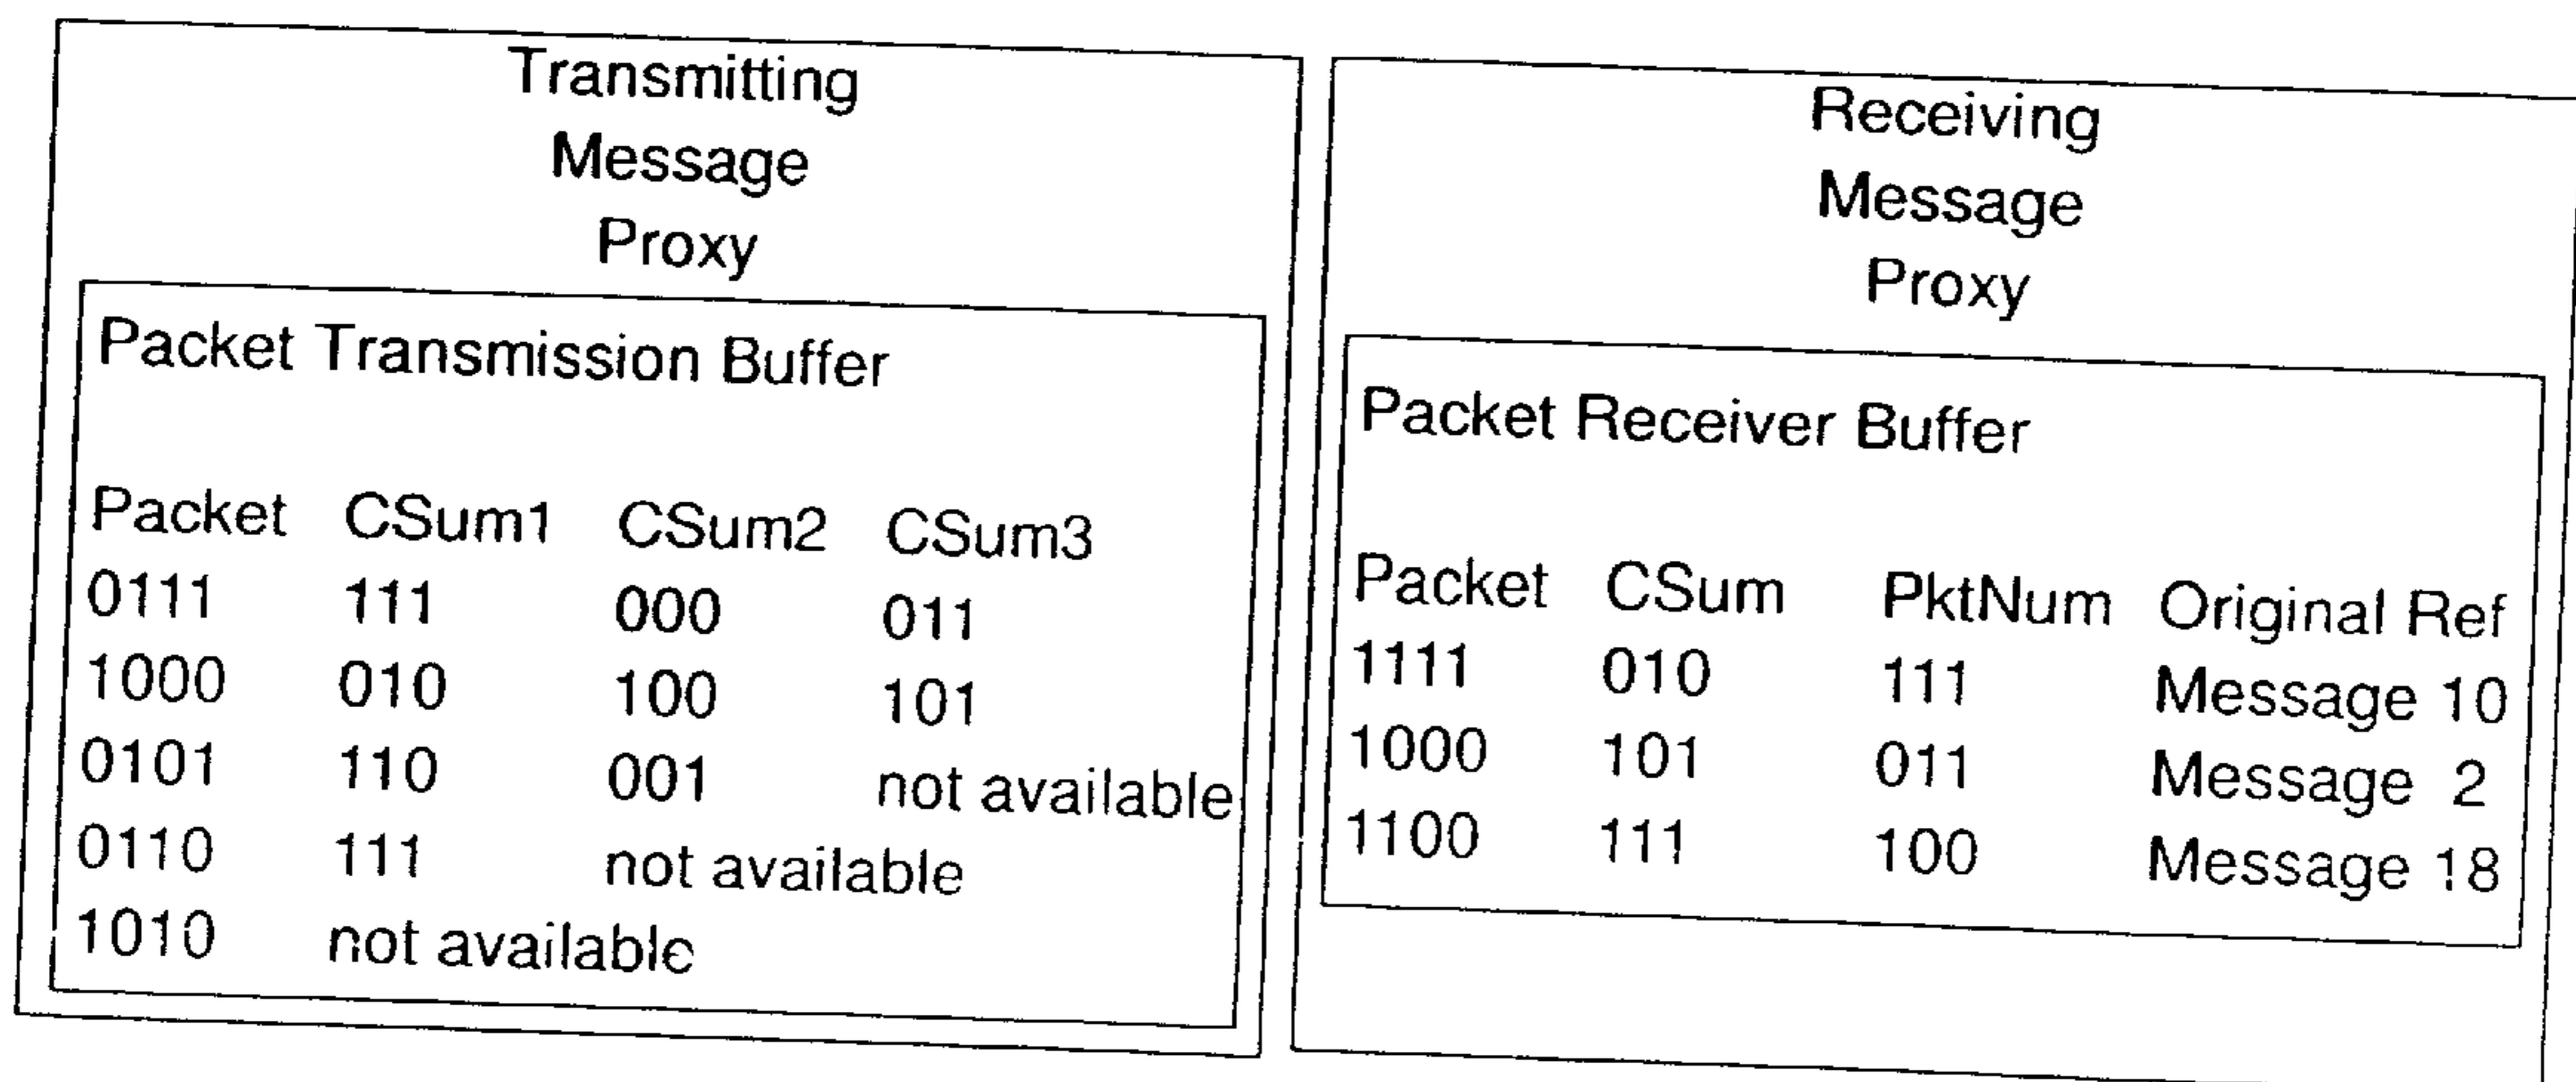 Transmitting
Message
Proxy
Packet Transmission Buffer
Packet CSum1 CSum2 CSum3
0111 111 000 011
1000 010 100 101
0101 110 001 not available
0110 111 not available
1010 not available
Receiving
Message
Proxy
Packet Receiver Buffer
Packet CSum PktNum Original Ref
1111 010 111 Message 10
1000 101 011 Message 2
1100 111 100 Message 18